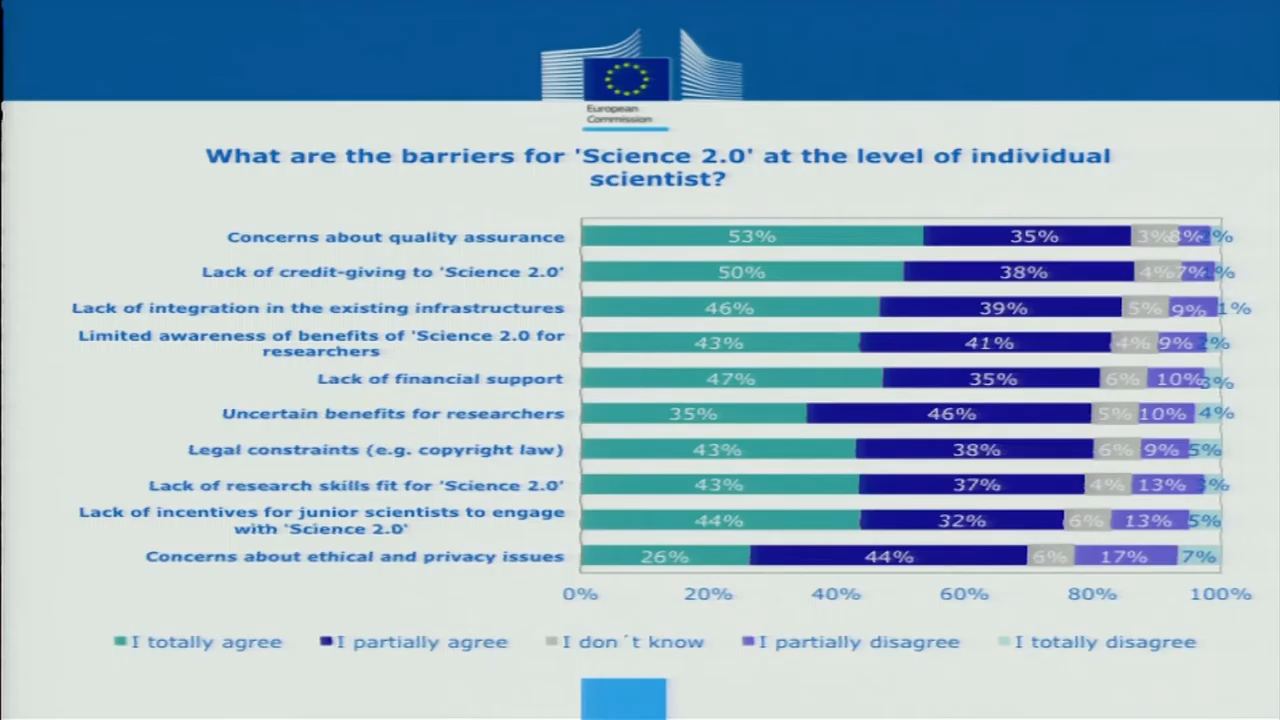 European
Commission
What are the barriers for 'Science 2.0' at the level of individual
scientist?
Concerns about quality assurance 53% 35% 3% 8% %
Lack of credit-giving to 'Science 2.0' 50% 38% 4% 7% %
Lack of integration in the existing infrastructures 46% 39% 5% 9% 1%
Limited awareness of benefits of 'Science 2.0 for
researchers
43% 41% 4% 9% %
Lack of financial support 47% 35% 6% 10% 3%
Uncertain benefits for researchers 35% 46% 5% 10% 4%
Legal constraints (e.g. copyright law) 43% 38% 6% 9% 5%
Lack of research skills fit for 'Science 2.0' 43% 37% 4% 13% %
Lack of incentives for junior scientists to engage
with 'Science 2.0'
44% 32% 6% 13% 5%
Concerns about ethical and privacy issues 26% 44% 6% 17% 7%
0% 20% 40% 60% 80% 100%
I totally agree I partially agree I don´t know I partially disagree I totally disagree